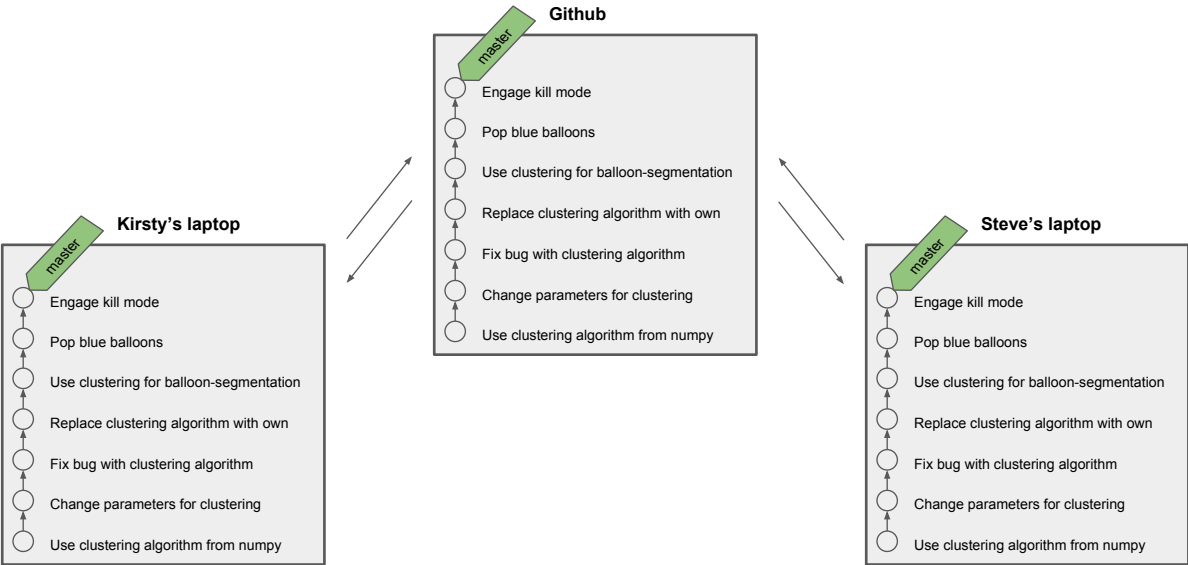 Github
master
Engage kill mode
Pop blue balloons
Use clustering for balloon-segmentation
Replace clustering algorithm with own
Fix bug with clustering algorithm
Change parameters for clustering
Use clustering algorithm from numpy
Kirsty’s laptop
master
Engage kill mode
Pop blue balloons
Use clustering for balloon-segmentation
Replace clustering algorithm with own
Fix bug with clustering algorithm
Change parameters for clustering
Use clustering algorithm from numpy
Steve’s laptop
master
Engage kill mode
Pop blue balloons
Use clustering for balloon-segmentation
Replace clustering algorithm with own
Fix bug with clustering algorithm
Change parameters for clustering
Use clustering algorithm from numpy